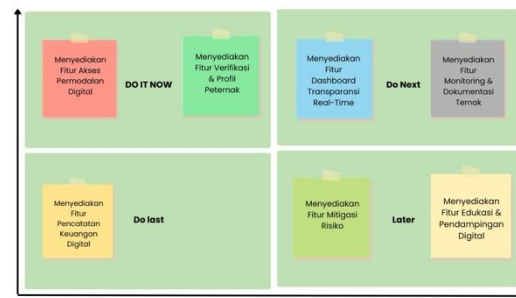 Menyediakan
Fitur Akses
Permodalan
Digital
DO IT NOW
Menyediakan
Fitur Verifikasi
& Profil
Peternak
Menyediakan
Fitur
Dashboard
Transparansi
Real-Time
Do Next
Menyediakan
Fitur
Monitoring &
Dokumentasi
Ternak
Menyediakan
Fitur
Pencatatan
Keuangan
Digital
Do last
Menyediakan
Fitur Mitigasi
Risiko
Later
Menyediakan
Fitur Edukasi &
Pendampingan
Digital